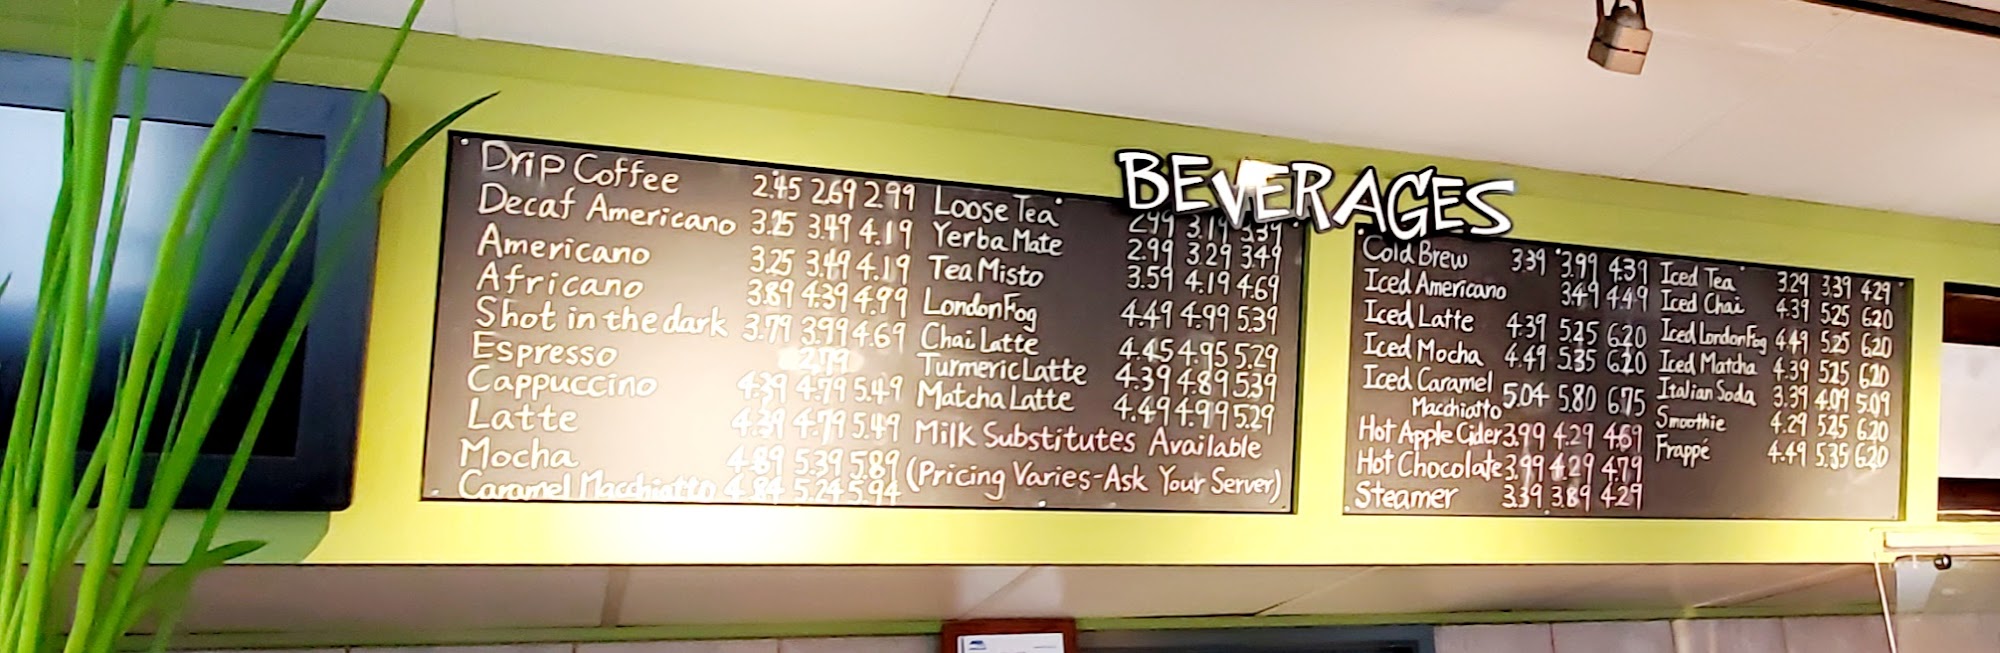 BEVERAGES
Drip Coffee 2.45 2.69 2.99
Decaf Americano 3.25 3.49 4.19
Americano 3.25 3.49 4.19
Africano 3.89 4.39 4.99
Shot in the dark 3.79 3.99 4.69
Espresso 2.79
Cappuccino 4.39 4.79 5.49
Latte 4.39 4.79 5.49
Mocha 4.89 5.39 5.89
Caramel Macchiatto 4.84 5.24 5.94
Loose Tea 2.99 3.19 3.39
Yerba Mate 2.99 3.29 3.49
Tea Misto 3.59 4.19 4.69
London Fog 4.49 4.99 5.39
Chai Latte 4.45 4.95 5.29
Turmeric Latte 4.39 4.89 5.39
Matcha Latte 4.49 4.99 5.29
Milk Substitutes Available
(Pricing Varies-Ask Your Server)
Cold Brew 3.39 3.99 4.39
Iced Americano 3.49 4.49
Iced Latte 4.39 5.25 6.20
Iced Mocha 4.49 5.35 6.20
Iced Caramel
Macchiatto 5.04 5.80 6.75
Hot Apple Cider 3.99 4.29 4.69
Hot Chocolate 3.99 4.29 4.79
Steamer 3.39 3.89 4.29
Iced Tea 3.29 3.39 4.29
Iced Chai 4.39 5.25 6.20
Iced London Fog 4.49 5.25 6.20
Iced Matcha 4.39 5.25 6.20
Italian Soda 3.39 4.09 5.09
Smoothie 4.29 5.25 6.20
Frappé 4.49 5.35 6.20